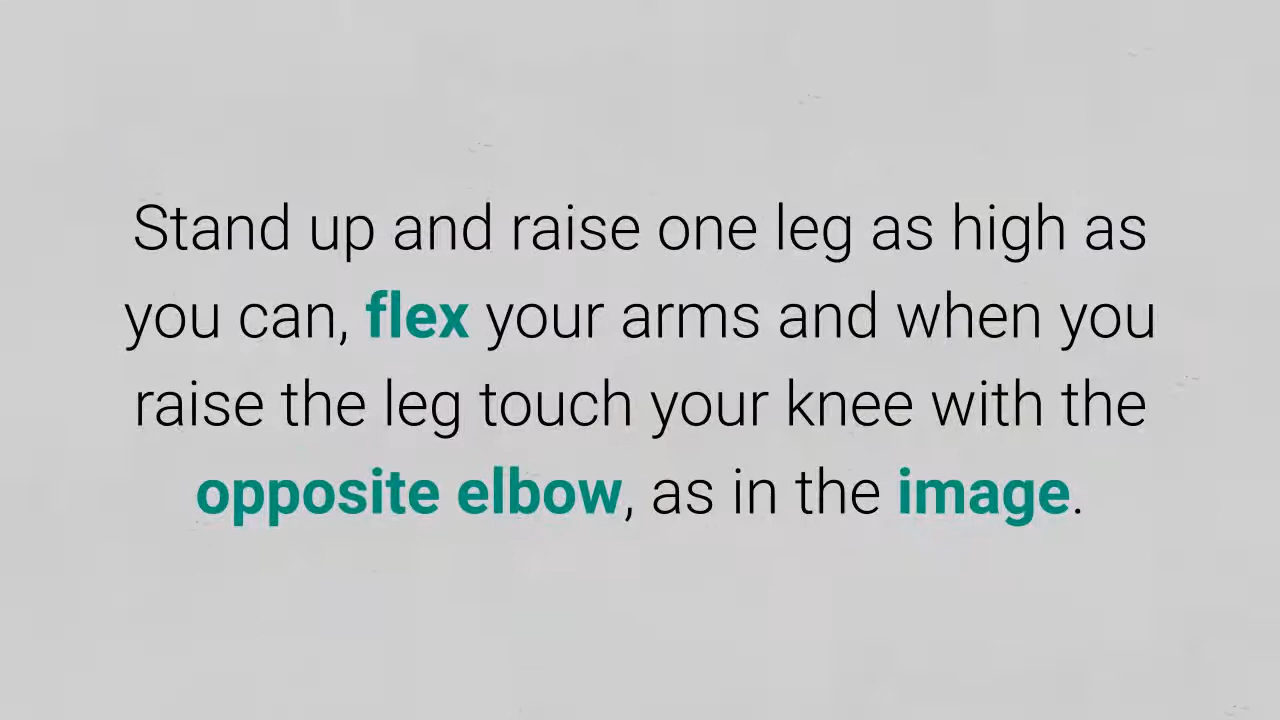 Stand up and raise one leg as high as
you can, flex your arms and when you
raise the leg touch your knee with the
opposite elbow, as in the image.